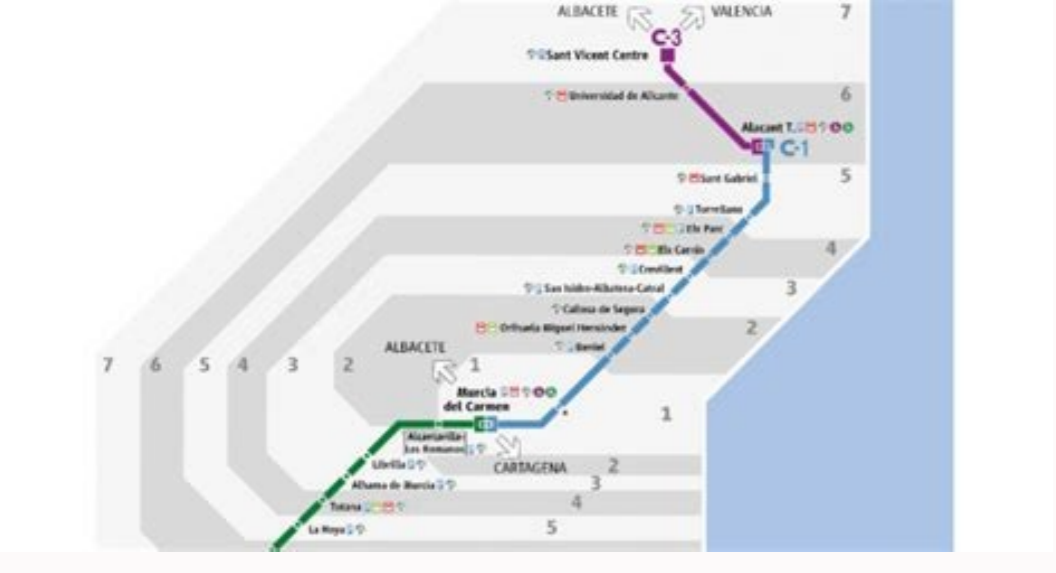 ALBACETE VALENCIA 7
C-3
Sant Vicent Centre
Universidad de Alicante 6
Alacant T.
C-1
Sant Gabriel 5
Torrellano
Elx Parc
Elx Carrús 4
Crevillent
San Isidro-Albatera-Catral 3
Callosa de Segura
Orihuela Miguel Hernández 2
Beniel
ALBACETE
7 6 5 4 3 2 1
Murcia
del Carmen
1
Alcantarilla-
Los Romanos
Librilla CARTAGENA 2
Alhama de Murcia 3
Totana 4
La Hoya 5